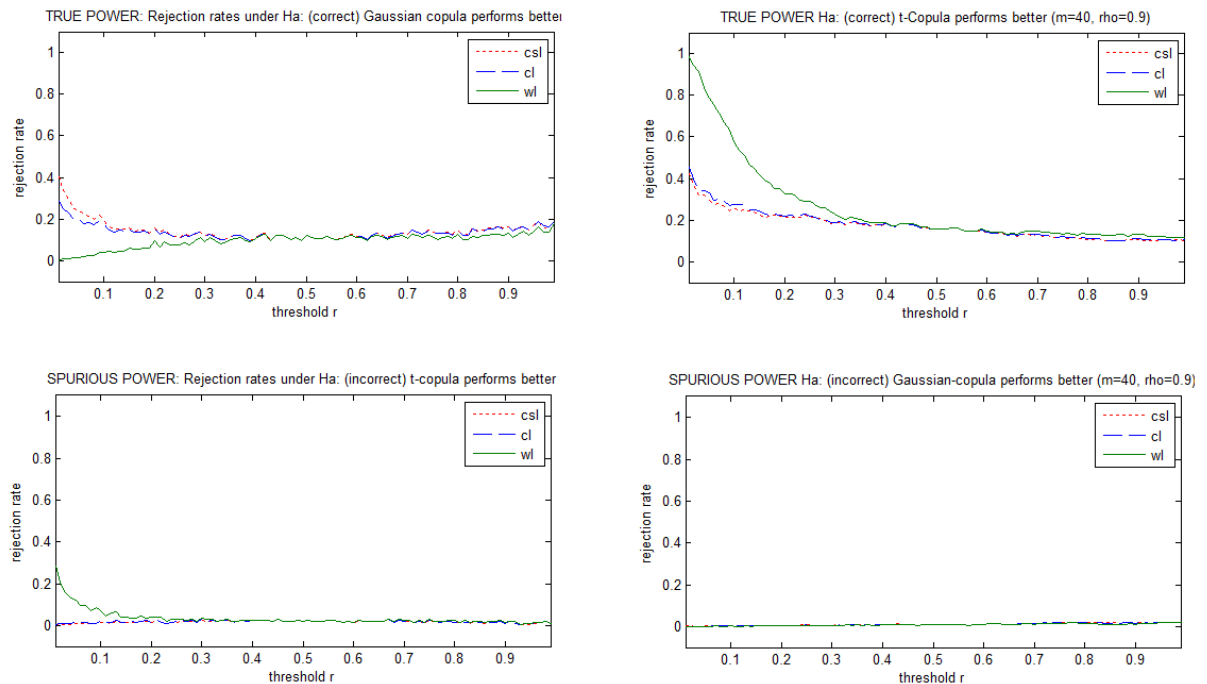 TRUE POWER: Rejection rates under Ha: (correct) Gaussian copula performs better
csl
cl
wl
1
0.8
0.6
0.4
0.2
0
rejection rate
0.1 0.2 0.3 0.4 0.5 0.6 0.7 0.8 0.9
threshold r
TRUE POWER Ha: (correct) t-Copula performs better (m=40, rho=0.9)
csl
cl
wl
1
0.8
0.6
0.4
0.2
0
rejection rate
0.1 0.2 0.3 0.4 0.5 0.6 0.7 0.8 0.9
threshold r
SPURIOUS POWER: Rejection rates under Ha: (incorrect) t-copula performs better
csl
cl
wl
1
0.8
0.6
0.4
0.2
0
rejection rate
0.1 0.2 0.3 0.4 0.5 0.6 0.7 0.8 0.9
threshold r
SPURIOUS POWER Ha: (incorrect) Gaussian-copula performs better (m=40, rho=0.9)
csl
cl
wl
1
0.8
0.6
0.4
0.2
0
rejection rate
0.1 0.2 0.3 0.4 0.5 0.6 0.7 0.8 0.9
threshold r